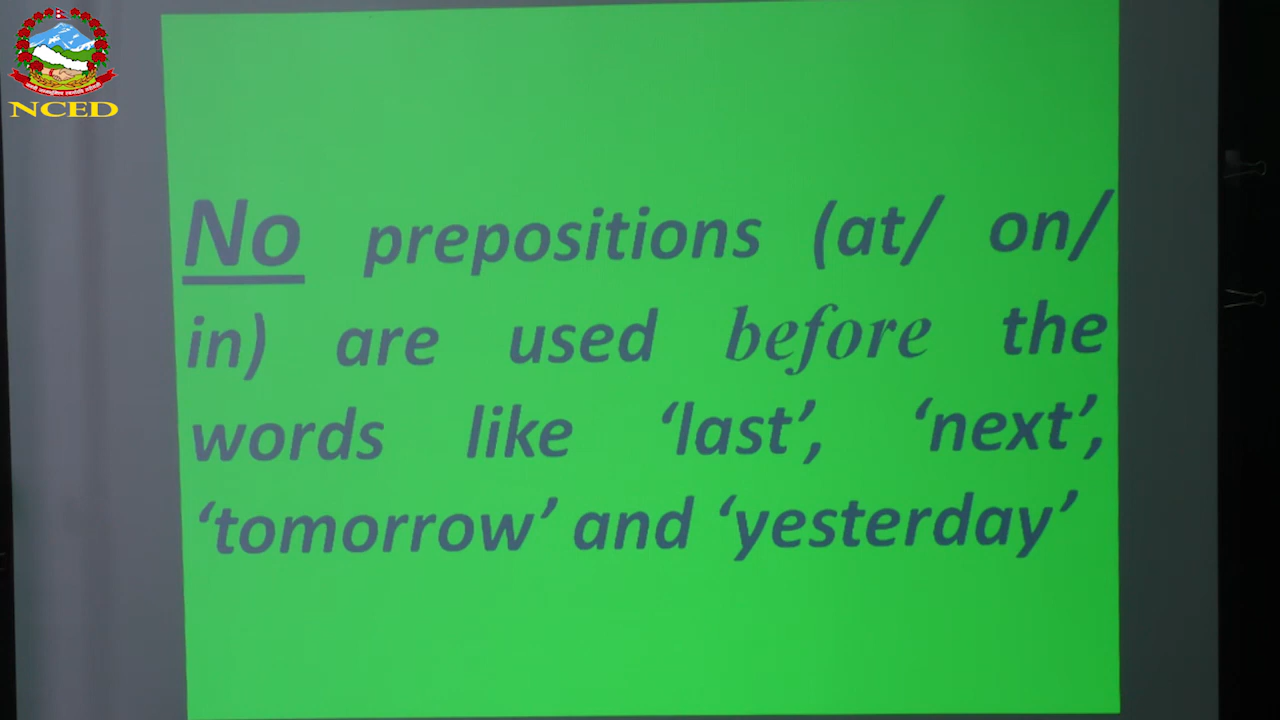 NCED
No prepositions (at/ on/
in) are used before the
words like ‘last’, ‘next’,
‘tomorrow’ and ‘yesterday’